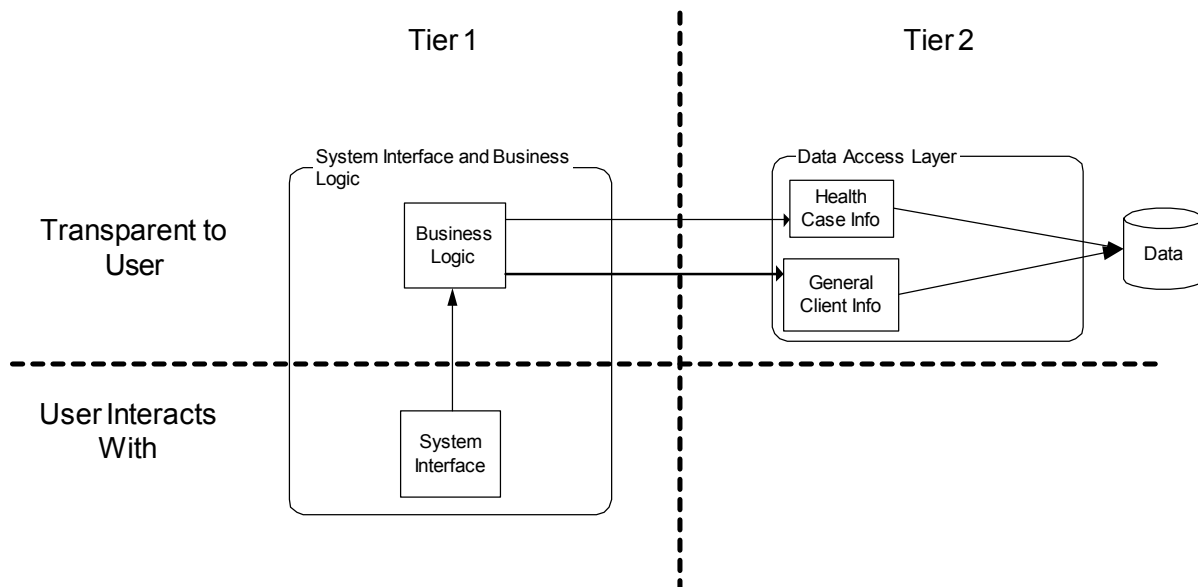 Tier 1
Tier 2
System Interface and Business
Logic
Data Access Layer
Transparent to
User
Business
Logic
Health
Case Info
General
Client Info
Data
User Interacts
With
System
Interface